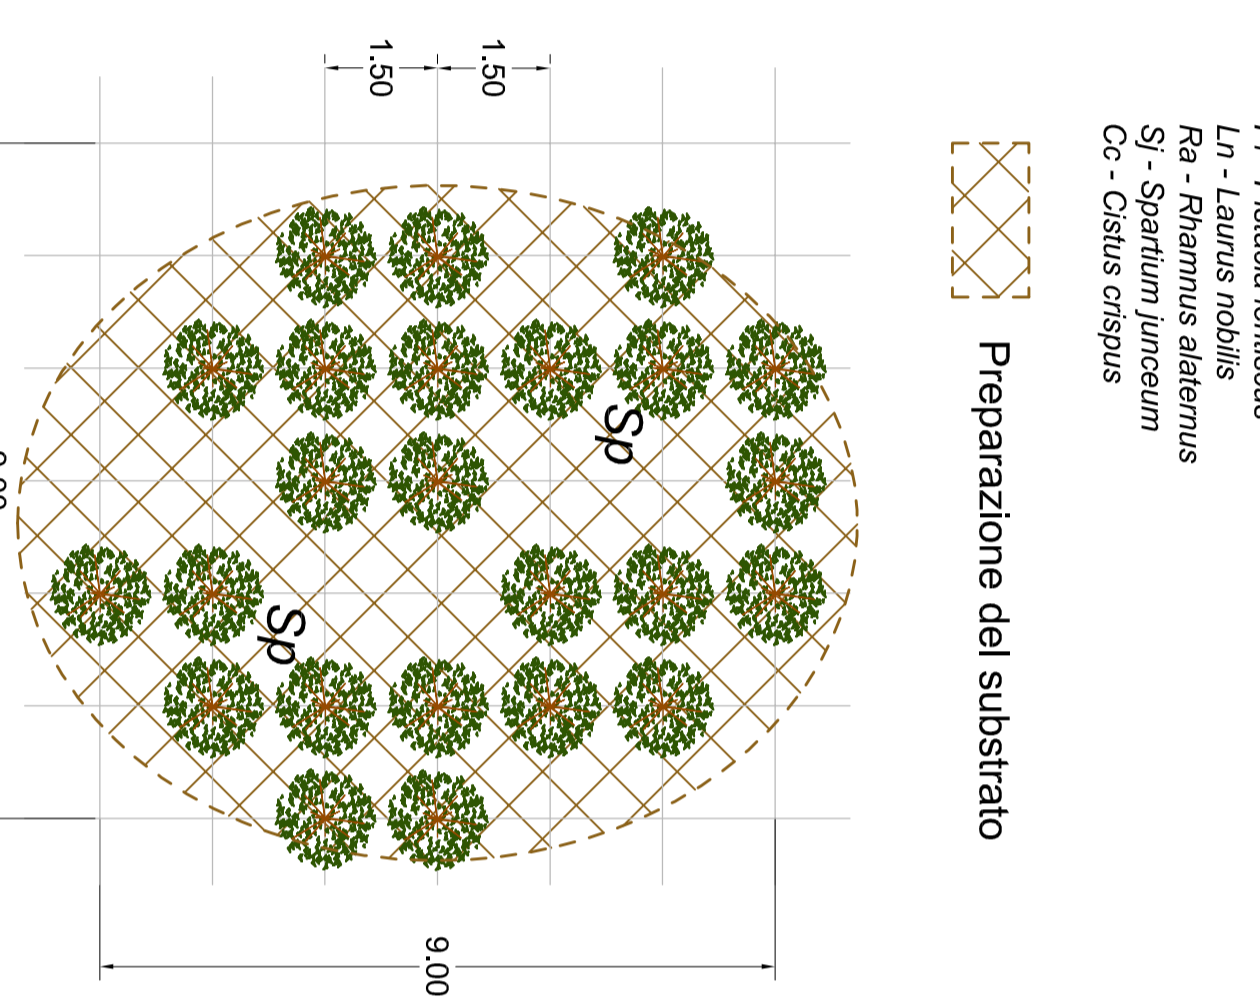 Ln - Laurus nobilis
Ra - Rhamnus alaternus
Sj - Spartium junceum
Cc - Cistus crispus
Preparazione del substrato
Sp
Sp
1.50
1.50
9.00